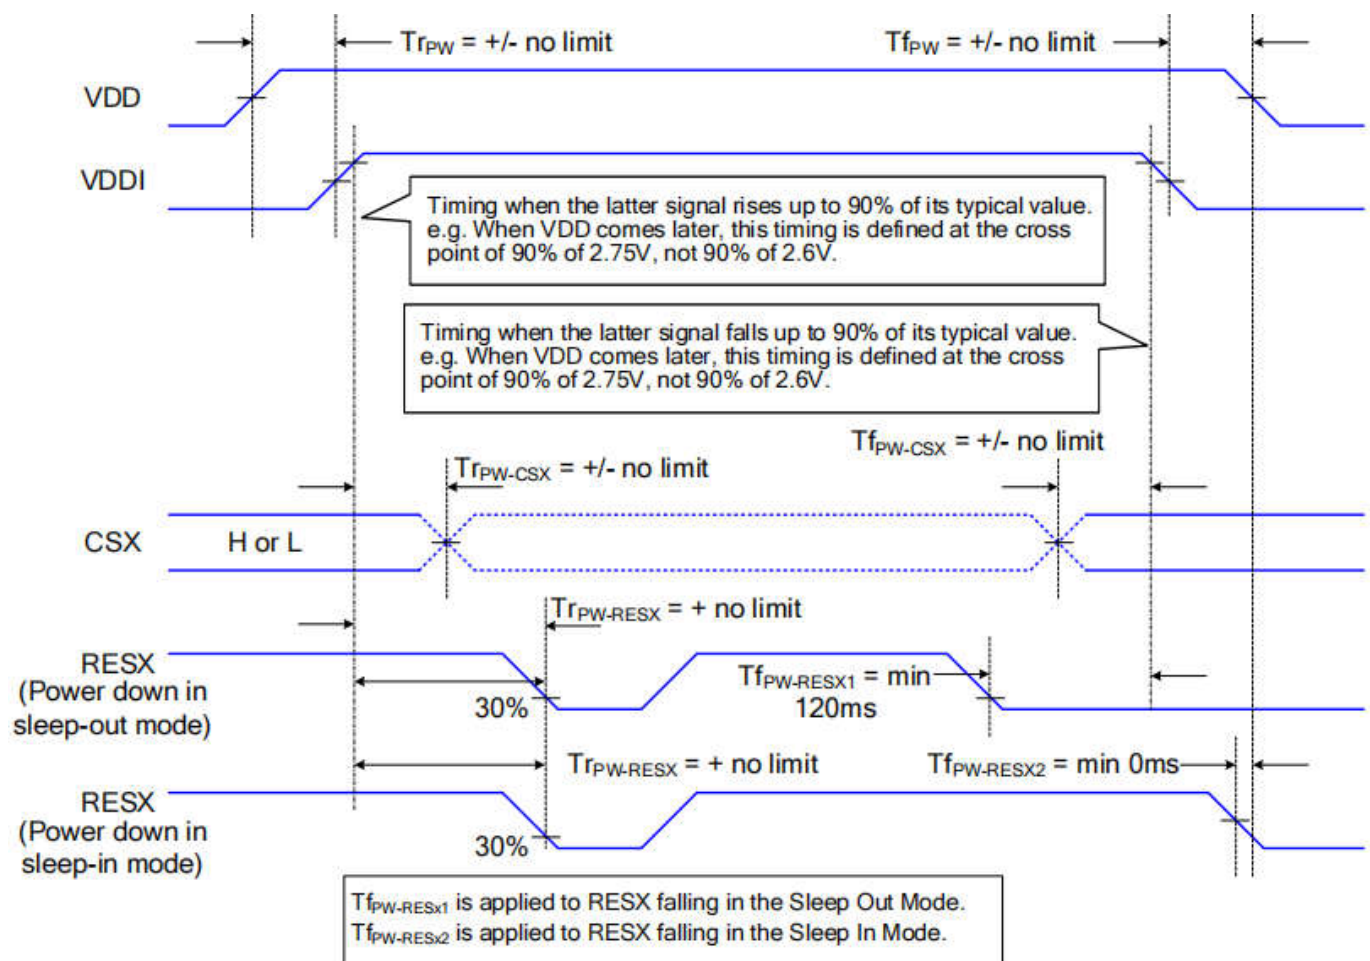 TrPW = +/- no limit
TfPW = +/- no limit
VDD
VDDI
Timing when the latter signal rises up to 90% of its typical value.
e.g. When VDD comes later, this timing is defined at the cross
point of 90% of 2.75V, not 90% of 2.6V.
Timing when the latter signal falls up to 90% of its typical value.
e.g. When VDD comes later, this timing is defined at the cross
point of 90% of 2.75V, not 90% of 2.6V.
TfPW-CSX = +/- no limit
TrPW-CSX = +/- no limit
CSX
H or L
TrPW-RESX = + no limit
RESX
(Power down in
sleep-out mode)
30%
TfPW-RESX1 = min
120ms
TrPW-RESX = + no limit
TfPW-RESX2 = min 0ms
RESX
(Power down in
sleep-in mode)
30%
TfPW-RESx1 is applied to RESX falling in the Sleep Out Mode.
TfPW-RESx2 is applied to RESX falling in the Sleep In Mode.